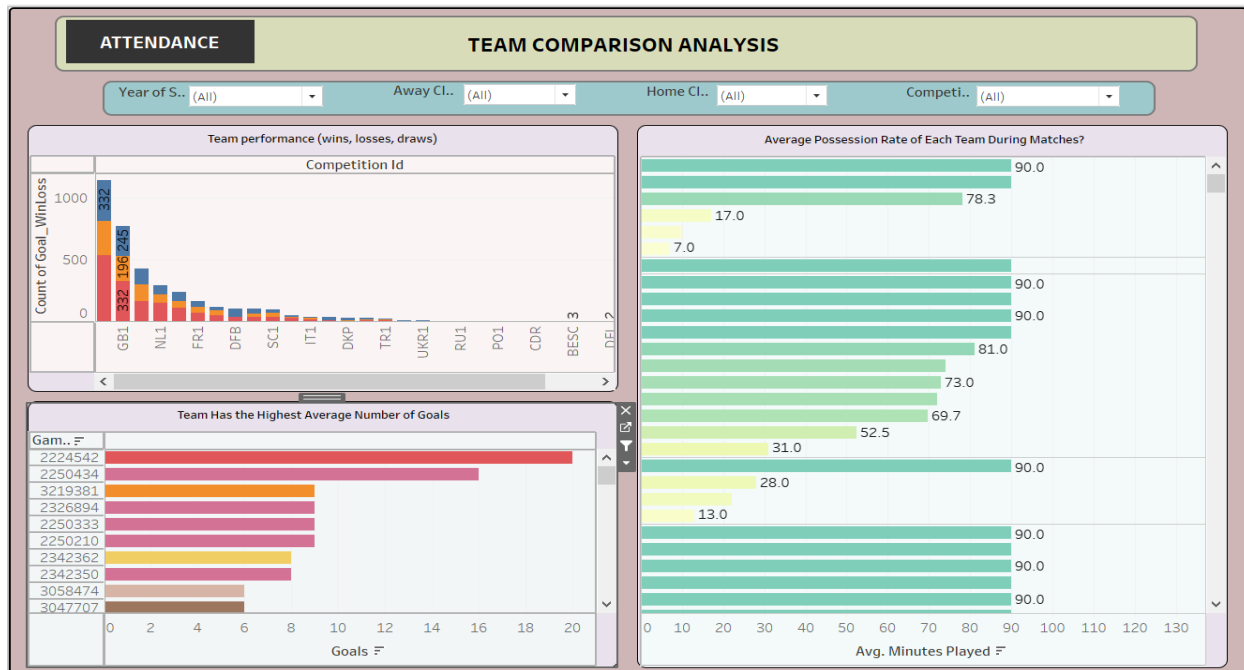 ATTENDANCE
TEAM COMPARISON ANALYSIS
Year of S.. (All)
Away Cl.. (All)
Home Cl.. (All)
Competi.. (All)
Team performance (wins, losses, draws)
Competition Id
Count of Goal_WinLoss
1000
500
0
332
332 196 245
3
2
GB1
NL1
FR1
DFB
SC1
IT1
DKP
TR1
UKR1
RU1
PO1
CDR
BESC
DFL
Team Has the Highest Average Number of Goals
Gam..
2224542
2250434
3219381
2326894
2250333
2250210
2342362
2342350
3058474
3047707
0 2 4 6 8 10 12 14 16 18 20
Goals
Average Possession Rate of Each Team During Matches?
90.0
78.3
17.0
7.0
90.0
90.0
81.0
73.0
69.7
52.5
31.0
90.0
28.0
13.0
90.0
90.0
90.0
0 10 20 30 40 50 60 70 80 90 100 110 120 130
Avg. Minutes Played